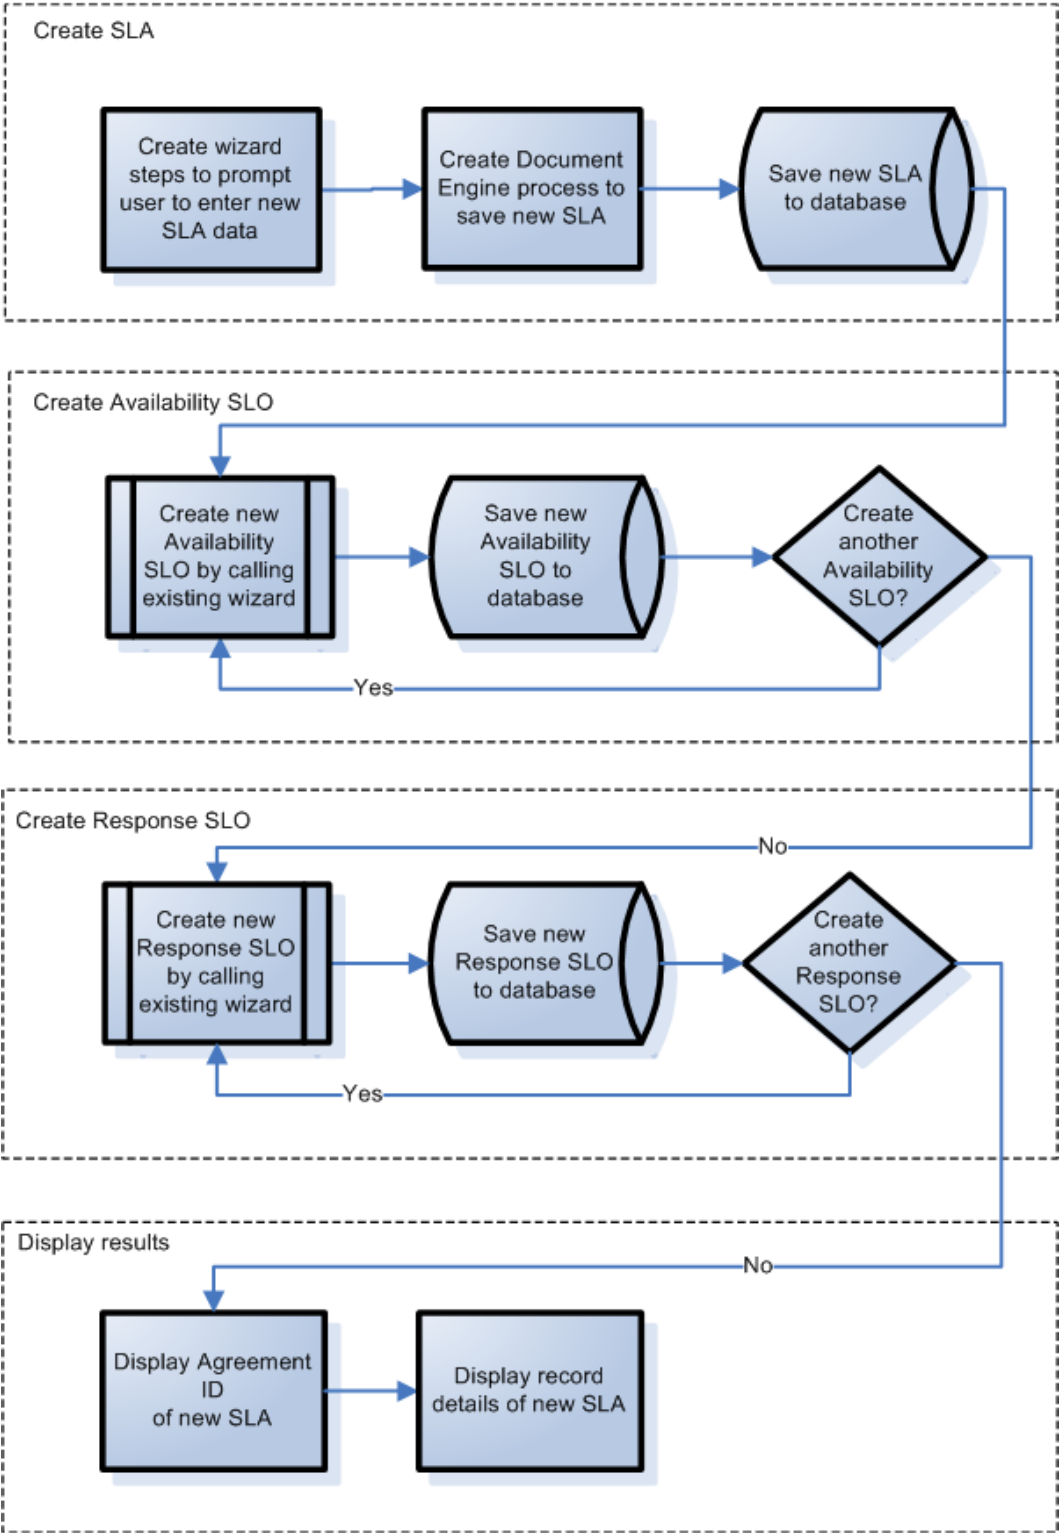 Create SLA
Create wizard
steps to prompt
user to enter new
SLA data
Create Document
Engine process to
save new SLA
Save new SLA
to database
Create Availability SLO
Create new
Availability
SLO by calling
existing wizard
Save new
Availability
SLO to
database
Create
another
Availability
SLO?
Yes
Create Response SLO
No
Create new
Response SLO
by calling
existing wizard
Save new
Response SLO
to database
Create
another
Response
SLO?
Yes
Display results
No
Display Agreement
ID
of new SLA
Display record
details of new SLA